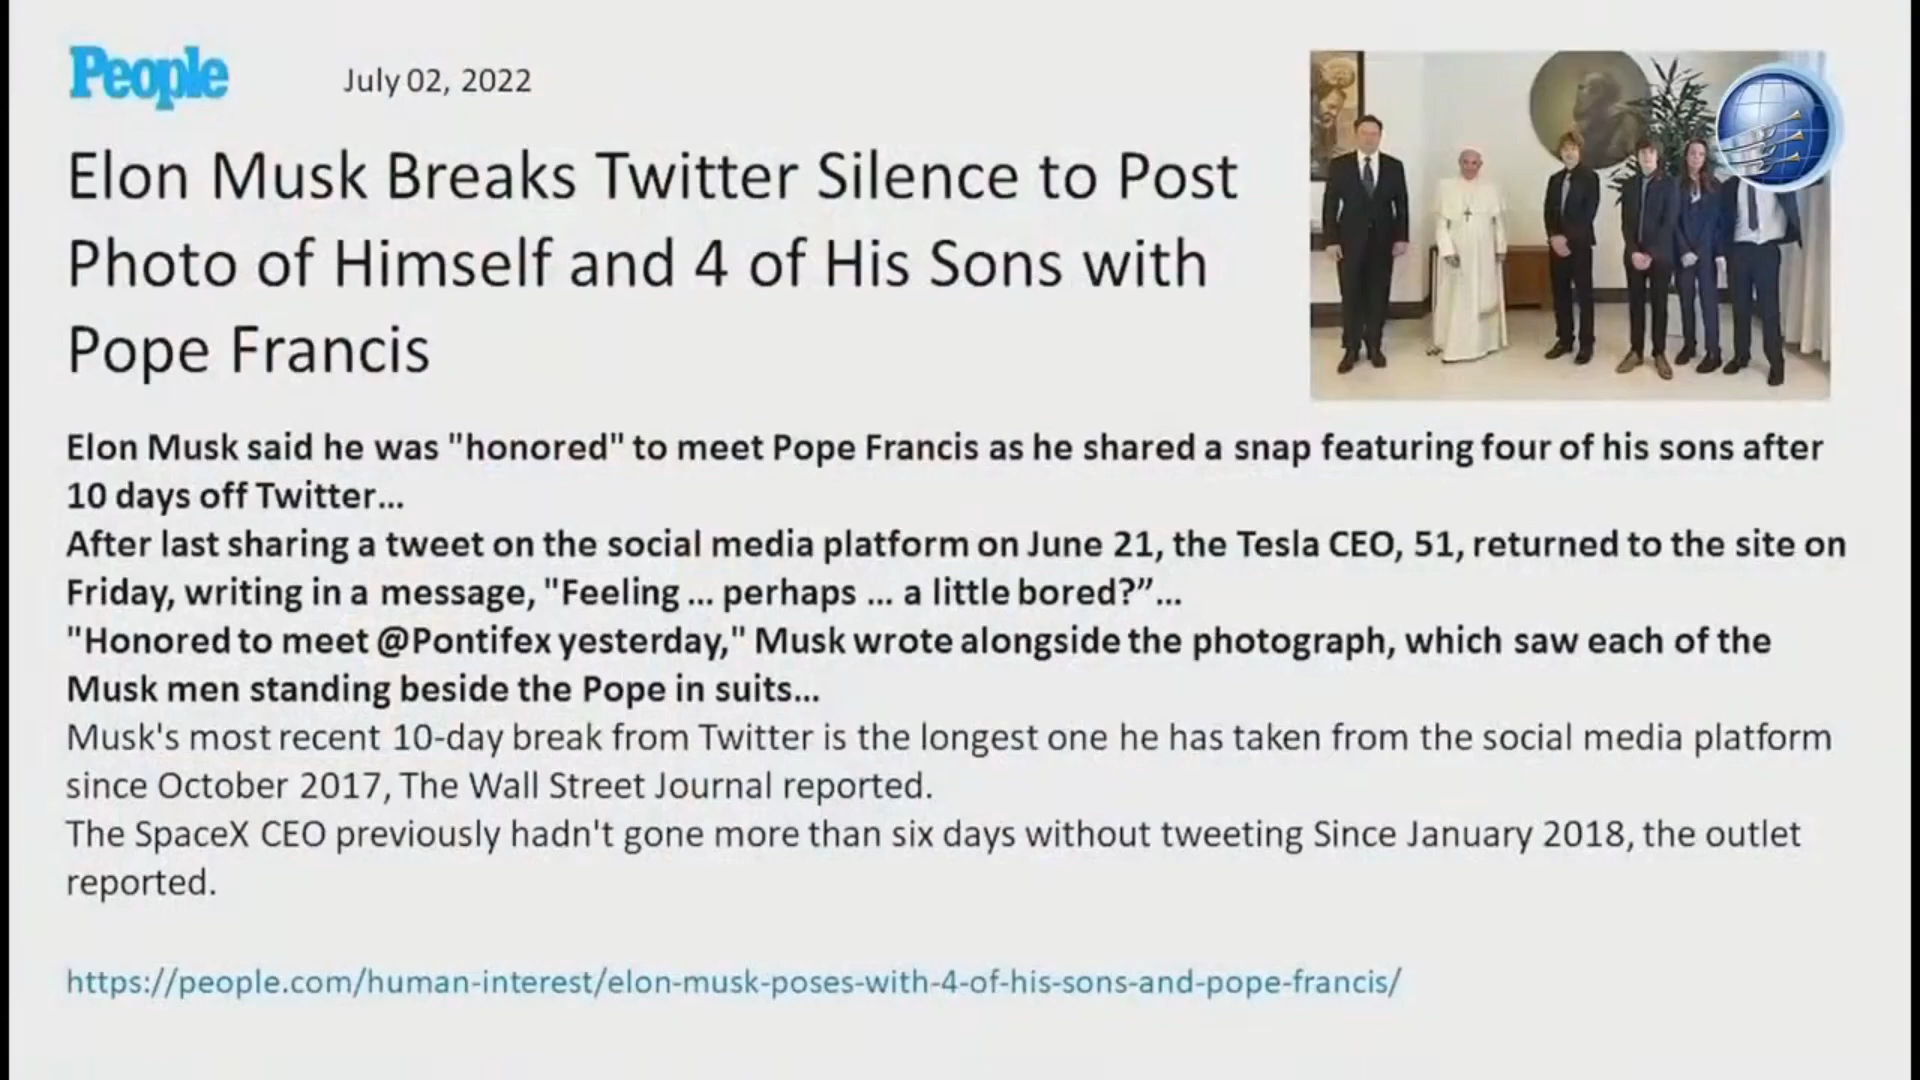 People
July 02, 2022
Elon Musk Breaks Twitter Silence to Post
Photo of Himself and 4 of His Sons with
Pope Francis
Elon Musk said he was "honored" to meet Pope Francis as he shared a snap featuring four of his sons after
10 days off Twitter...
After last sharing a tweet on the social media platform on June 21, the Tesla CEO, 51, returned to the site on
Friday, writing in a message, "Feeling ... perhaps ... a little bored?”...
"Honored to meet @Pontifex yesterday," Musk wrote alongside the photograph, which saw each of the
Musk men standing beside the Pope in suits...
Musk's most recent 10-day break from Twitter is the longest one he has taken from the social media platform
since October 2017, The Wall Street Journal reported.
The SpaceX CEO previously hadn't gone more than six days without tweeting Since January 2018, the outlet
reported.
https://people.com/human-interest/elon-musk-poses-with-4-of-his-sons-and-pope-francis/